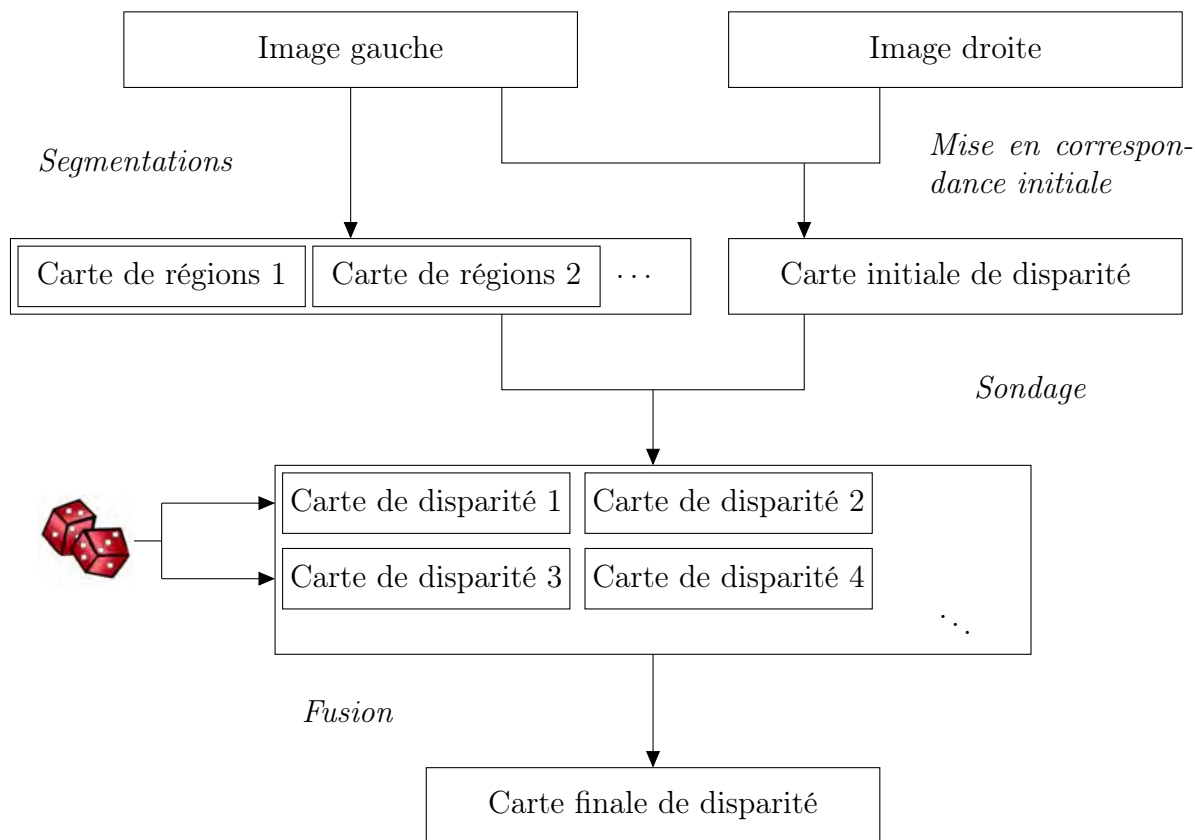 Image gauche
Image droite
Segmentations
Mise en correspon-
dance initiale
Carte de régions 1
Carte de régions 2
...
Carte initiale de disparité
Sondage
Carte de disparité 1
Carte de disparité 2
Carte de disparité 3
Carte de disparité 4
⋱
Fusion
Carte finale de disparité